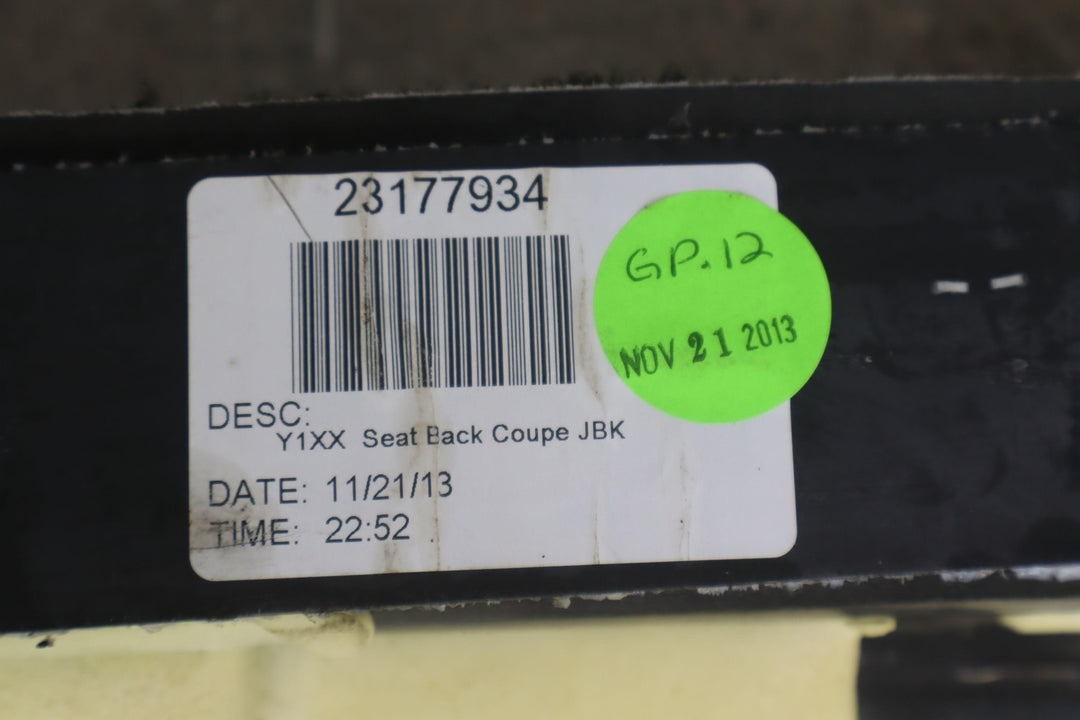 23177934
GP.12
NOV 21 2013
DESC:
Y1XX Seat Back Coupe JBK
DATE: 11/21/13
TIME: 22:52